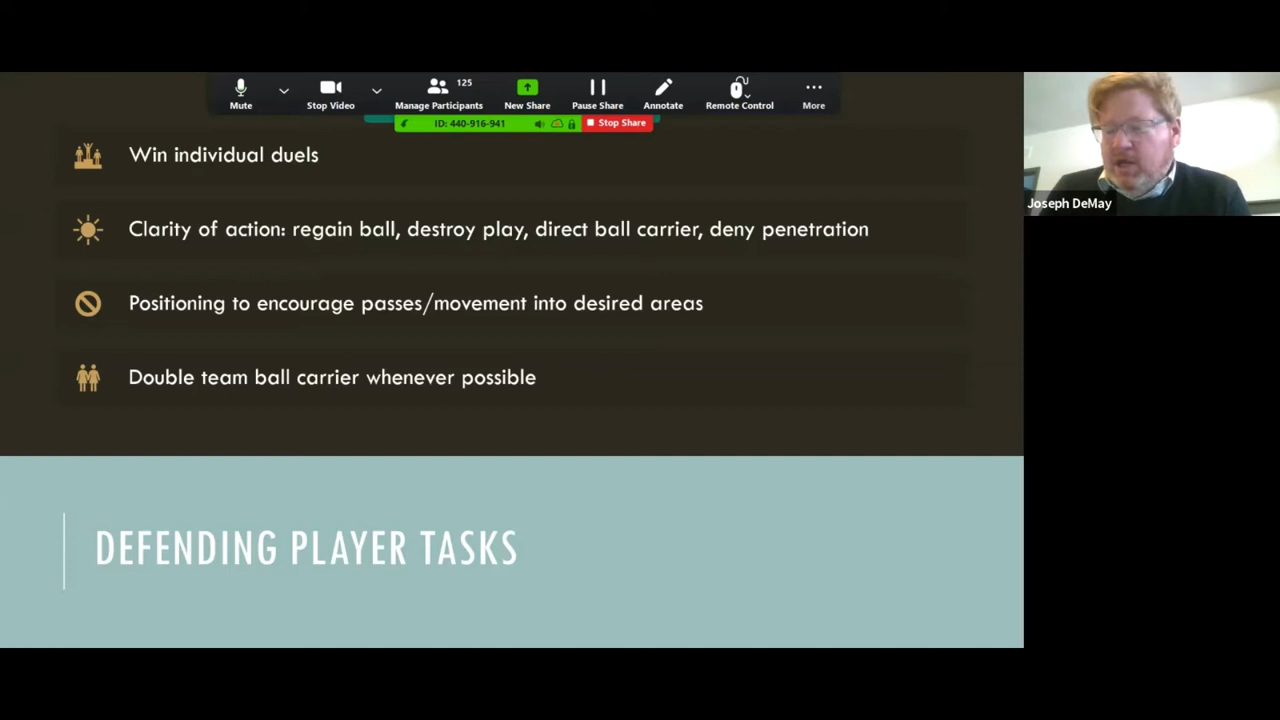 125
Mute
Stop Video
Manage Participants
New Share
Pause Share
Annotate
Remote Control
More
ID: 440-916-941
Stop Share
Win individual duels
Joseph DeMay
Clarity of action: regain ball, destroy play, direct ball carrier, deny penetration
Positioning to encourage passes/movement into desired areas
Double team ball carrier whenever possible
DEFENDING PLAYER TASKS